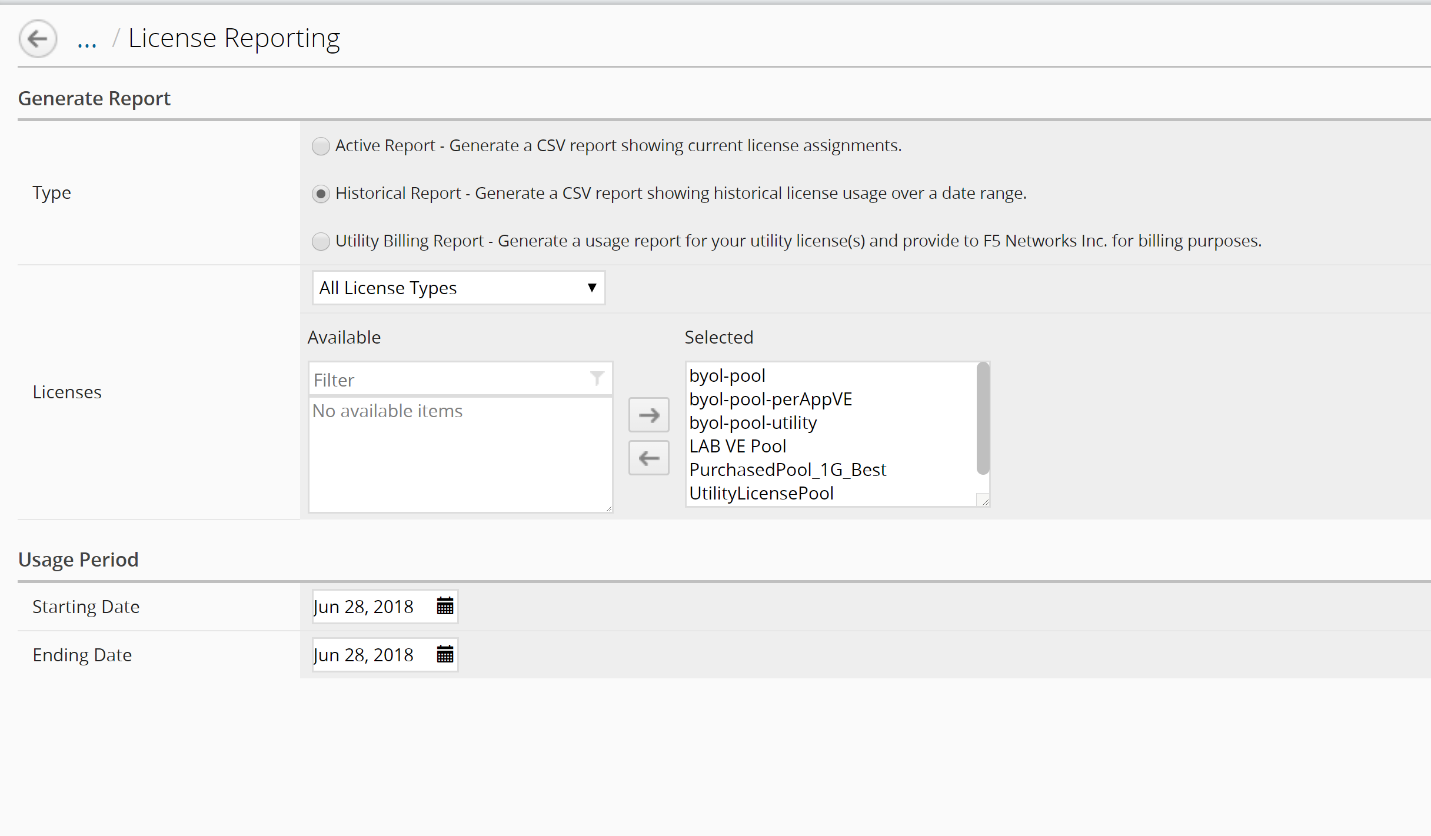 ... / License Reporting
Generate Report
Type
Active Report - Generate a CSV report showing current license assignments.
Historical Report - Generate a CSV report showing historical license usage over a date range.
Utility Billing Report - Generate a usage report for your utility license(s) and provide to F5 Networks Inc. for billing purposes.
Licenses
All License Types
Available
Filter
No available items
Selected
byol-pool
byol-pool-perAppVE
byol-pool-utility
LAB VE Pool
PurchasedPool_1G_Best
UtilityLicensePool
Usage Period
Starting Date
Jun 28, 2018
Ending Date
Jun 28, 2018